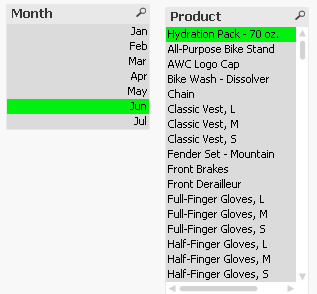 Month
Jan
Feb
Mar
Apr
May
Jun
Jul
Product
Hydration Pack - 70 oz.
All-Purpose Bike Stand
AWC Logo Cap
Bike Wash - Dissolver
Chain
Classic Vest, L
Classic Vest, M
Classic Vest, S
Fender Set - Mountain
Front Brakes
Front Derailleur
Full-Finger Gloves, L
Full-Finger Gloves, M
Full-Finger Gloves, S
Half-Finger Gloves, L
Half-Finger Gloves, M
Half-Finger Gloves, S